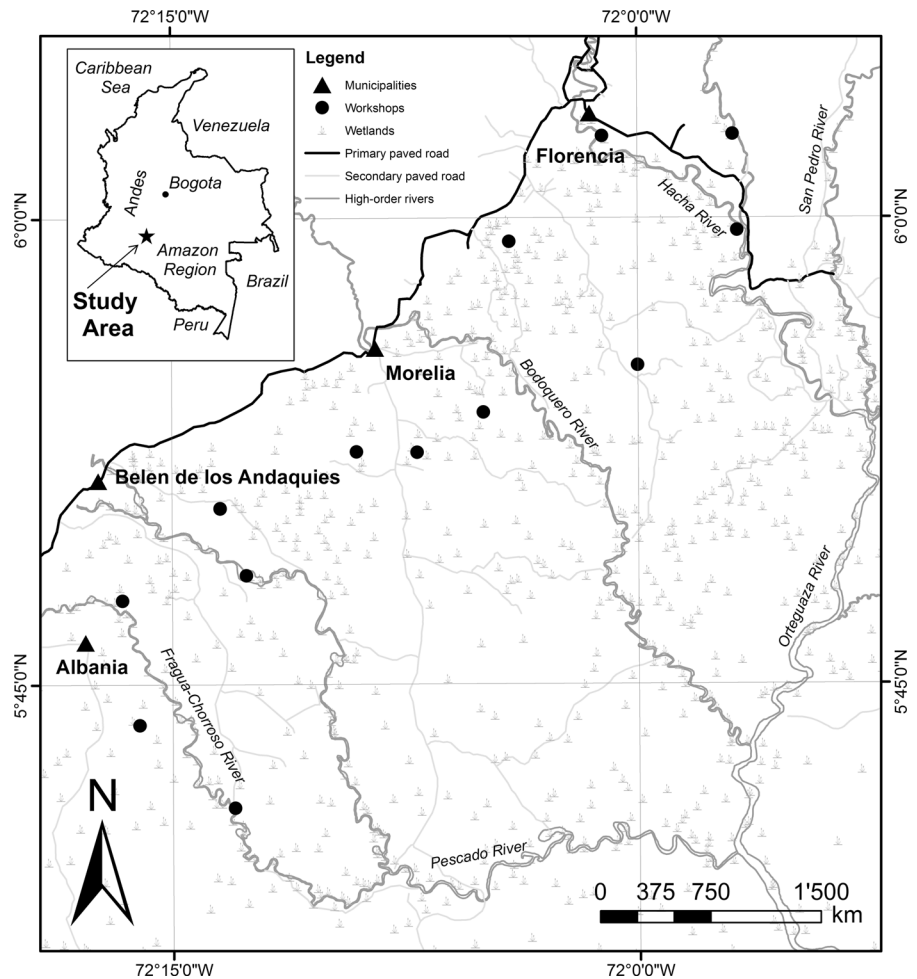 72°15'0"W
72°0'0"W
Caribbean
Sea
Venezuela
Andes
Bogota
Amazon
Region
Brazil
Study
Area
Peru
Legend
Municipalities
Workshops
Wetlands
Primary paved road
Secondary paved road
High-order rivers
Florencia
Hacha River
San Pedro River
6°0'0"N
6°0'0"N
Morelia
Bodoquero River
Belen de los Andaquies
Orteguaza River
Albania
Fragua-Chorroso River
5°45'0"N
5°45'0"N
N
Pescado River
0 375 750 1'500
km
72°15'0"W
72°0'0"W